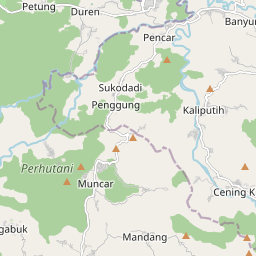 Petung
Duren
Banyu
Pencar
Sukodadi
Penggung
Kaliputih
Perhutani
Muncar
Cening K
gabuk
Mandang